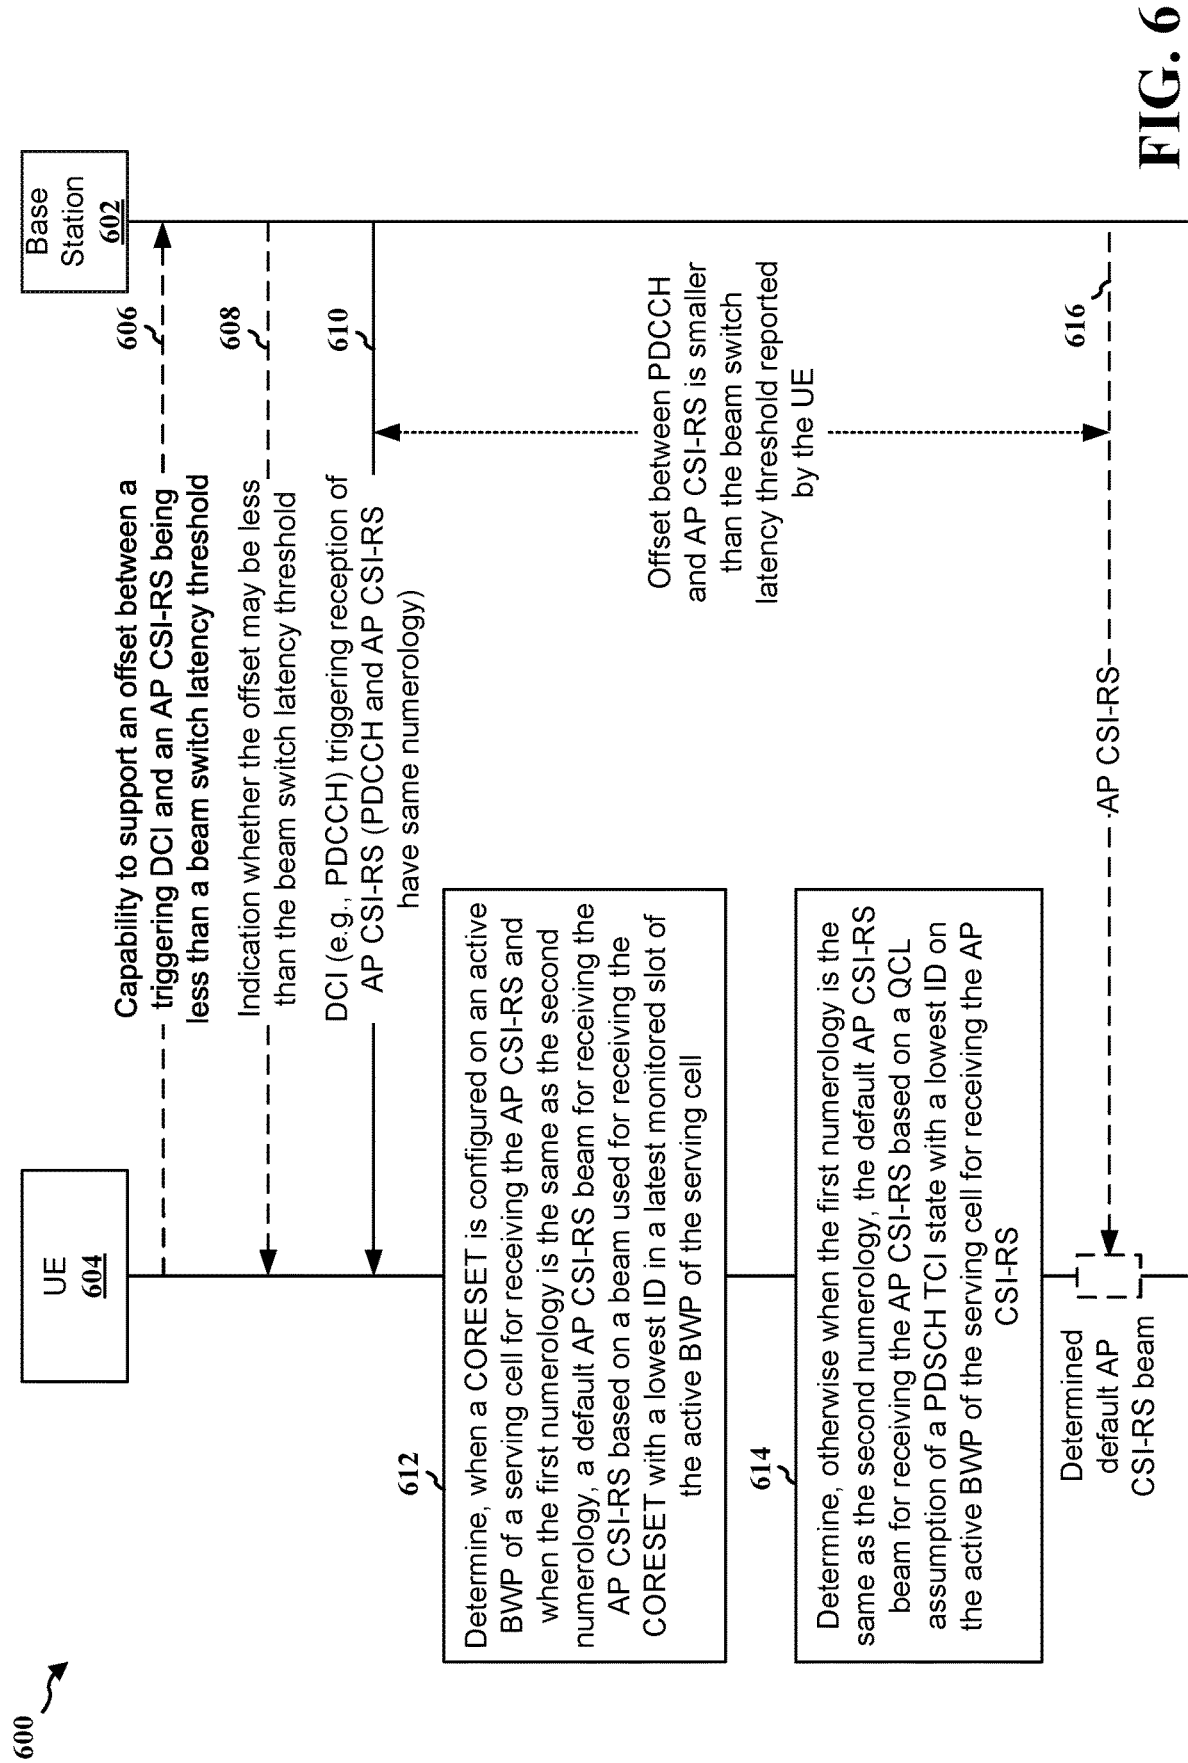 600
UE
604
Base
Station
602
606
Capability to support an offset between a
triggering DCI and an AP CSI-RS being
less than a beam switch latency threshold
608
Indication whether the offset may be less
than the beam switch latency threshold
610
DCI (e.g., PDCCH) triggering reception of
AP CSI-RS (PDCCH and AP CSI-RS
have same numerology)
612
Determine, when a CORESET is configured on an active
BWP of a serving cell for receiving the AP CSI-RS and
when the first numerology is the same as the second
numerology, a default AP CSI-RS beam for receiving the
AP CSI-RS based on a beam used for receiving the
CORESET with a lowest ID in a latest monitored slot of
the active BWP of the serving cell
Offset between PDCCH
and AP CSI-RS is smaller
than the beam switch
latency threshold reported
by the UE
614
Determine, otherwise when the first numerology is the
same as the second numerology, the default AP CSI-RS
beam for receiving the AP CSI-RS based on a QCL
assumption of a PDSCH TCI state with a lowest ID on
the active BWP of the serving cell for receiving the AP
CSI-RS
Determined
default AP
CSI-RS beam
AP CSI-RS
616
FIG. 6